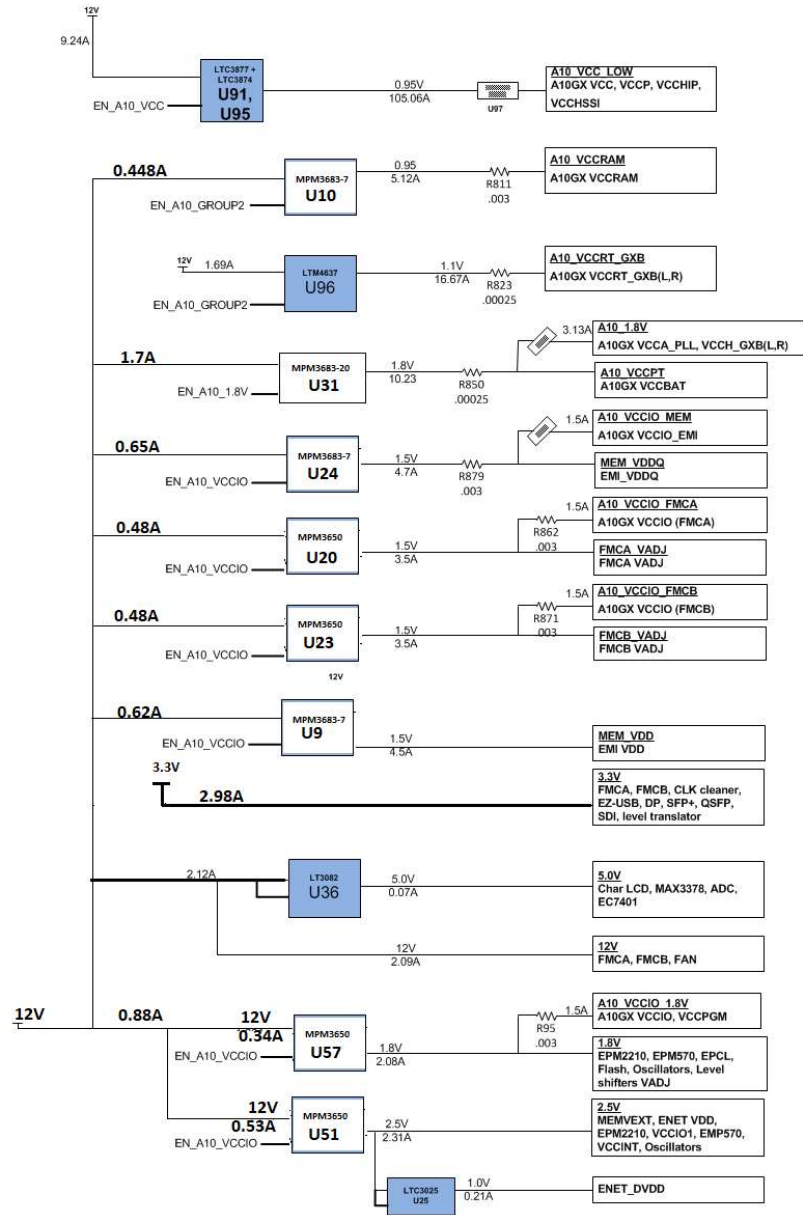 12V
9.24A
LTC3877 +
LTC3874
U91,
U95
EN_A10_VCC
0.95V
105.06A
U97
A10_VCC_LOW
A10GX VCC, VCCP, VCCHIP,
VCCHSSI
0.448A
MPM3683-7
U10
EN_A10_GROUP2
0.95
5.12A
R811
.003
A10_VCCRAM
A10GX VCCRAM
12V
1.69A
LTM4637
U96
EN_A10_GROUP2
1.1V
16.67A
R823
.00025
A10_VCCRT_GXB
A10GX VCCRT_GXB(L,R)
1.7A
MPM3683-20
U31
EN_A10_1.8V
1.8V
10.23
R850
.00025
3.13A
A10_1.8V
A10GX VCCA_PLL, VCCH_GXB(L,R)
A10_VCCPT
A10GX VCCBAT
0.65A
MPM3683-7
U24
EN_A10_VCCIO
1.5V
4.7A
R879
.003
1.5A
A10_VCCIO_MEM
A10GX VCCIO_EMI
MEM_VDDQ
EMI_VDDQ
0.48A
MPM3650
U20
EN_A10_VCCIO
1.5V
3.5A
R862
.003
1.5A
A10_VCCIO_FMCA
A10GX VCCIO (FMCA)
FMCA_VADJ
FMCA VADJ
0.48A
MPM3650
U23
EN_A10_VCCIO
1.5V
3.5A
R871
.003
1.5A
A10_VCCIO_FMCB
A10GX VCCIO (FMCB)
FMCB_VADJ
FMCB VADJ
12V
0.62A
MPM3683-7
U9
EN_A10_VCCIO
1.5V
4.5A
MEM_VDD
EMI VDD
3.3V
2.98A
3.3V
FMCA, FMCB, CLK cleaner,
EZ-USB, DP, SFP+, QSFP,
SDI, level translator
2.12A
LT3082
U36
5.0V
0.07A
5.0V
Char LCD, MAX3378, ADC,
EC7401
12V
2.09A
12V
FMCA, FMCB, FAN
12V
0.88A
12V
0.34A
MPM3650
U57
EN_A10_VCCIO
1.8V
2.08A
R95
.003
1.5A
A10_VCCIO_1.8V
A10GX VCCIO, VCCPGM
1.8V
EPM2210, EPM570, EPCL,
Flash, Oscillators, Level
shifters VADJ
12V
0.53A
MPM3650
U51
EN_A10_VCCIO
2.5V
2.31A
2.5V
MEMVEXT, ENET VDD,
EPM2210, VCCIO1, EMP570,
VCCINT, Oscillators
LTC3025
U25
1.0V
0.21A
ENET_DVDD